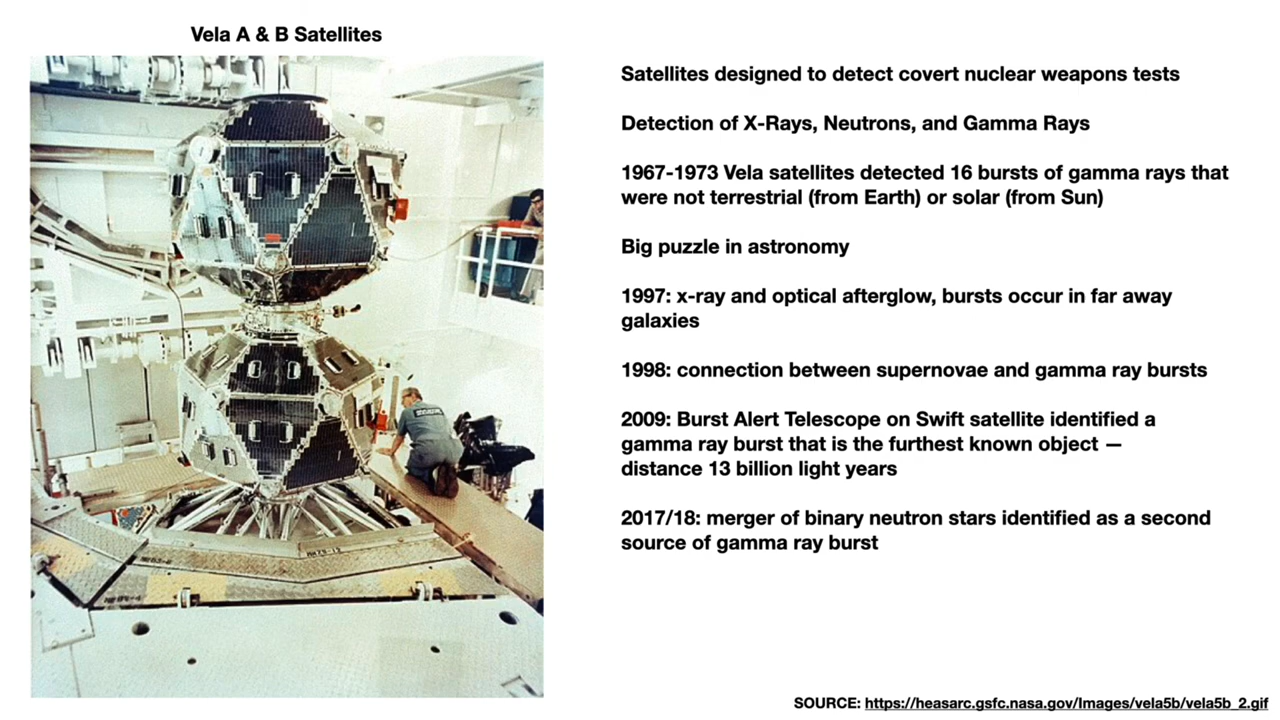 Vela A & B Satellites
Satellites designed to detect covert nuclear weapons tests
Detection of X-Rays, Neutrons, and Gamma Rays
1967-1973 Vela satellites detected 16 bursts of gamma rays that
were not terrestrial (from Earth) or solar (from Sun)
Big puzzle in astronomy
1997: x-ray and optical afterglow, bursts occur in far away
galaxies
1998: connection between supernovae and gamma ray bursts
2009: Burst Alert Telescope on Swift satellite identified a
gamma ray burst that is the furthest known object —
distance 13 billion light years
2017/18: merger of binary neutron stars identified as a second
source of gamma ray burst
SOURCE: https://heasarc.gsfc.nasa.gov/Images/vela5b/vela5b_2.gif